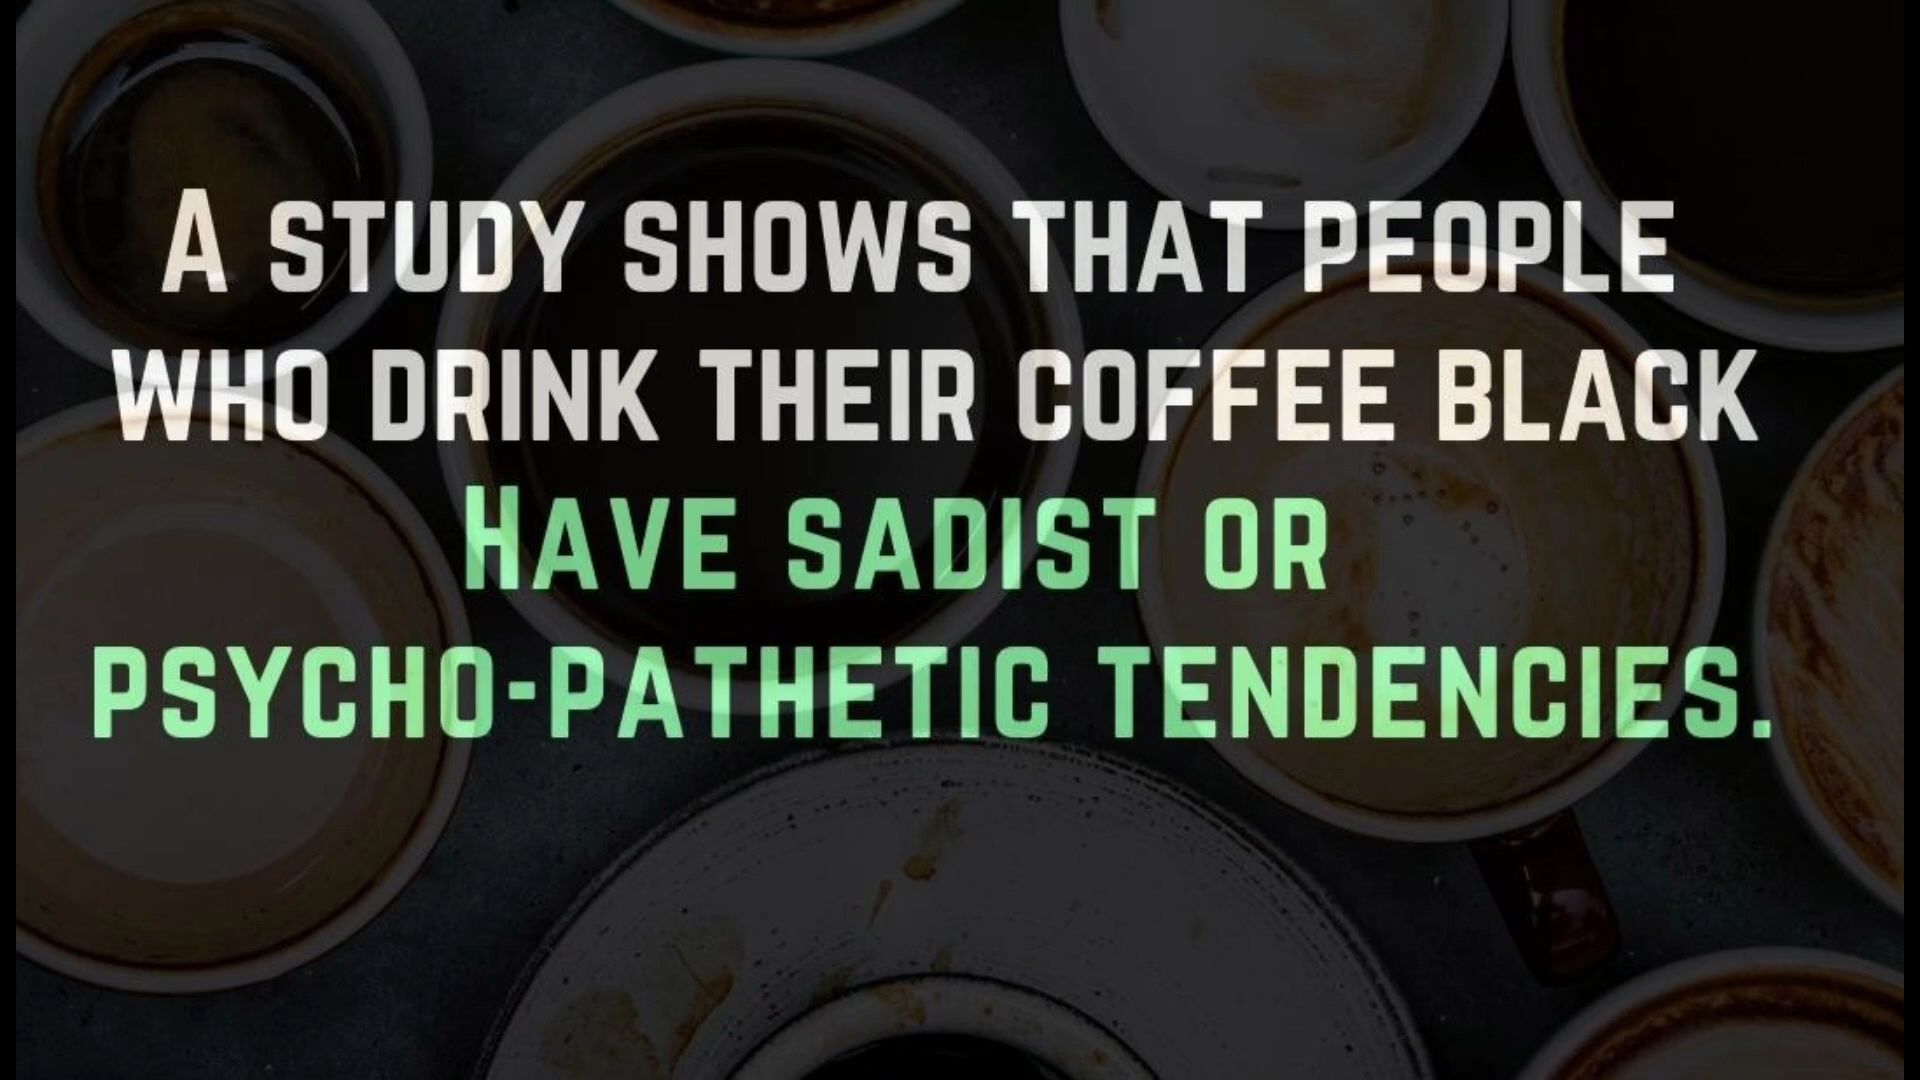 A STUDY SHOWS THAT PEOPLE
WHO DRINK THEIR COFFEE BLACK
HAVE SADIST OR
PSYCHO-PATHETIC TENDENCIES.